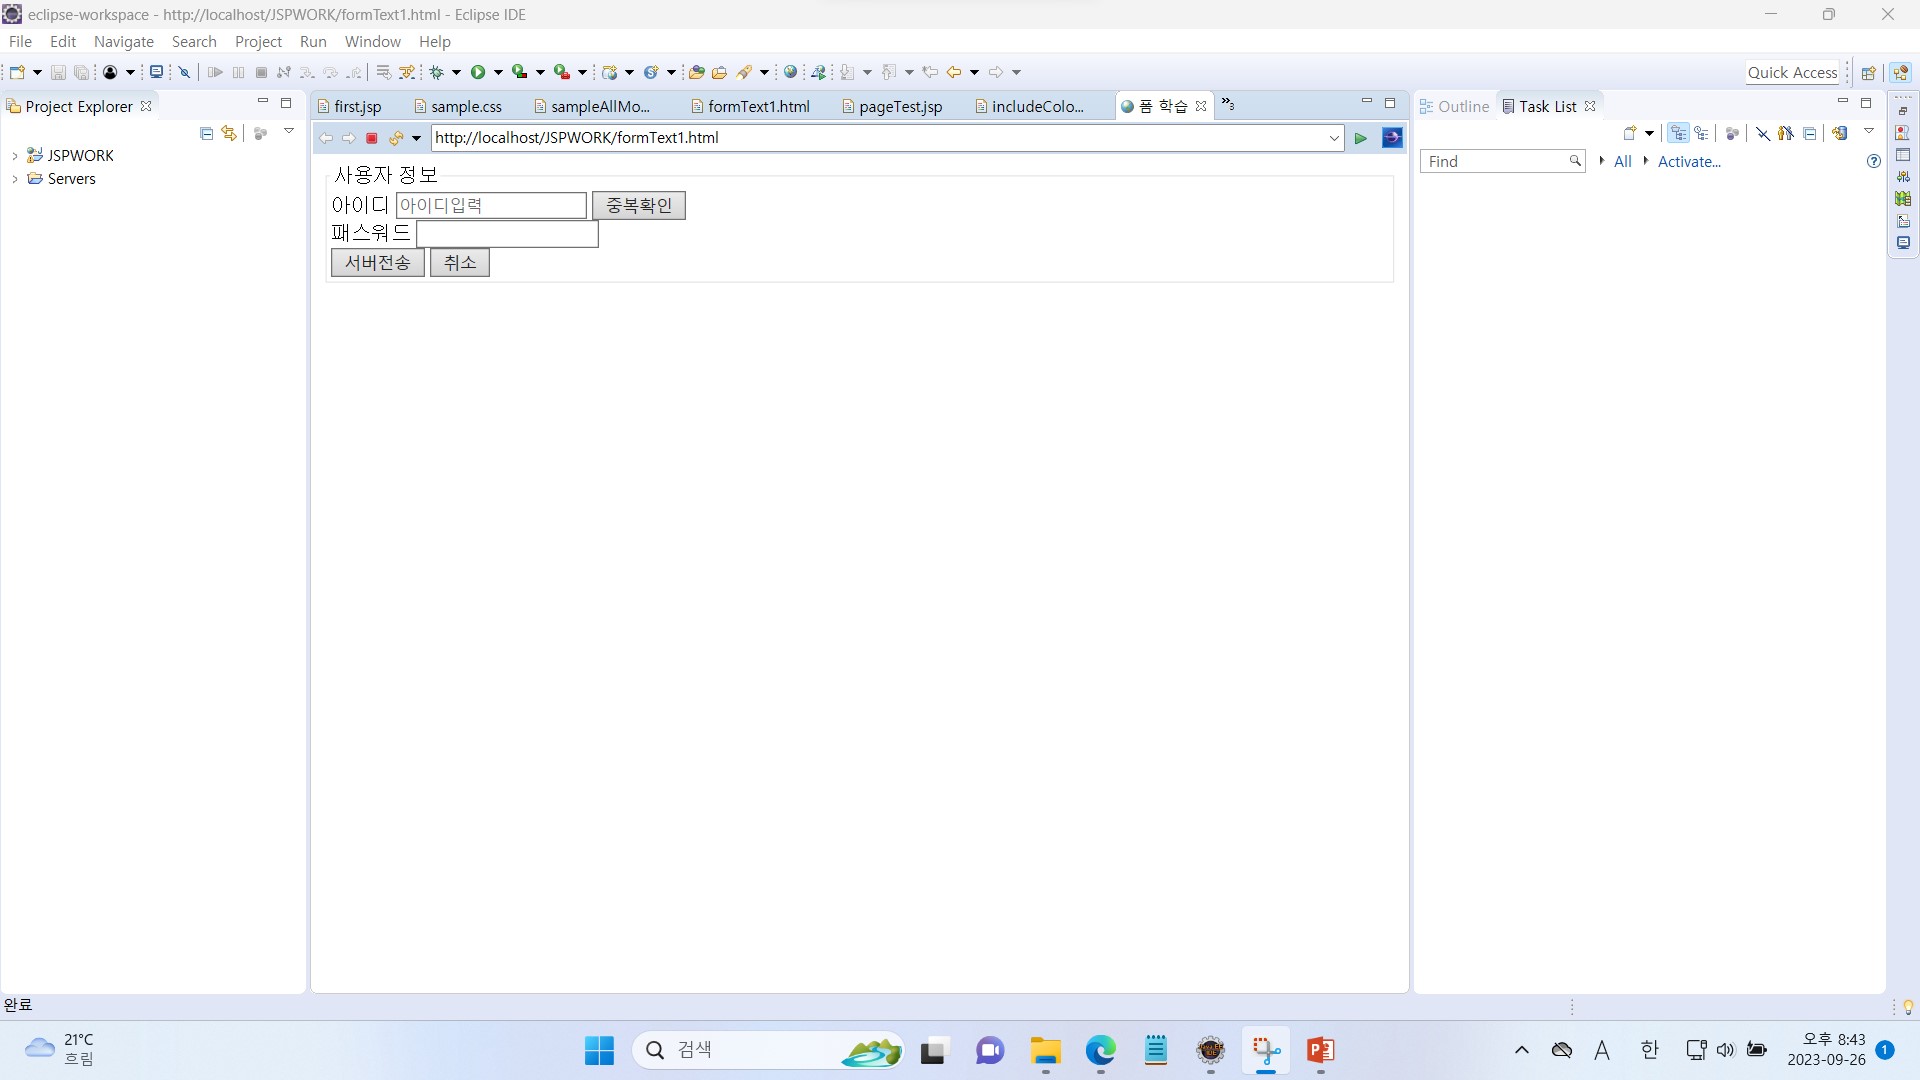 eclipse-workspace - http://localhost/JSPWORK/formText1.html - Eclipse IDE
File Edit Navigate Search Project Run Window Help
Quick Access
Project Explorer
first.jsp sample.css sampleAllMo... formText1.html pageTest.jsp includeColo... 폼 학습 »3
Outline Task List
http://localhost/JSPWORK/formText1.html
JSPWORK
Servers
Find All Activate...
사용자 정보
아이디 아이디입력 중복확인
패스워드
서버전송 취소
완료
21°C
흐림
검색
A 한
오후 8:43
2023-09-26
1